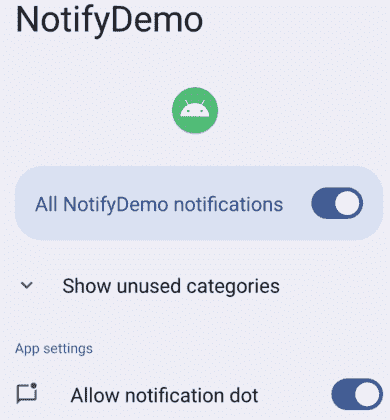 NotifyDemo
All NotifyDemo notifications
Show unused categories
App settings
Allow notification dot